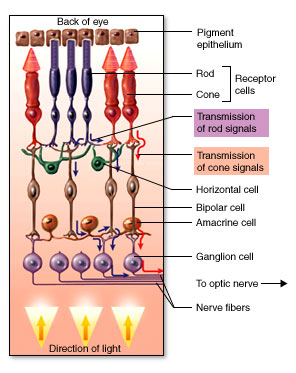 Back of eye
Pigment
epithelium
Rod
Cone
Receptor
cells
Transmission
of rod signals
Transmission
of cone signals
Horizontal cell
Bipolar cell
Amacrine cell
Ganglion cell
To optic nerve
Nerve fibers
Direction of light